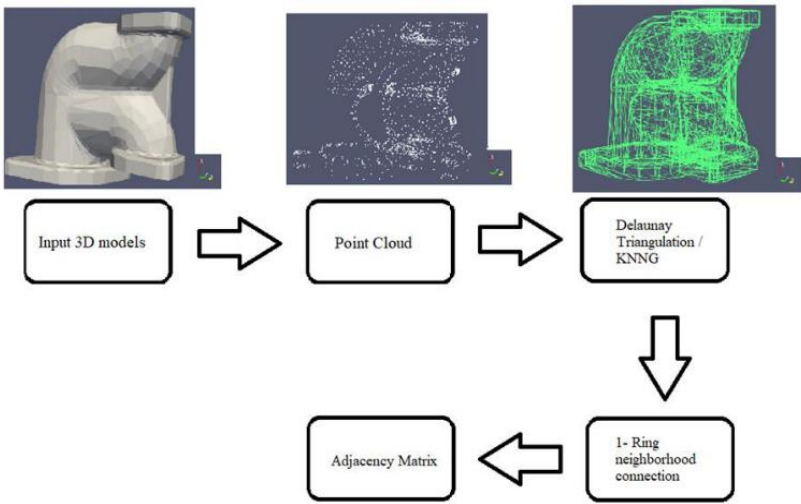 Input 3D models
Point Cloud
Delaunay
Triangulation /
KNNG
1- Ring
neighborhood
connection
Adjacency Matrix